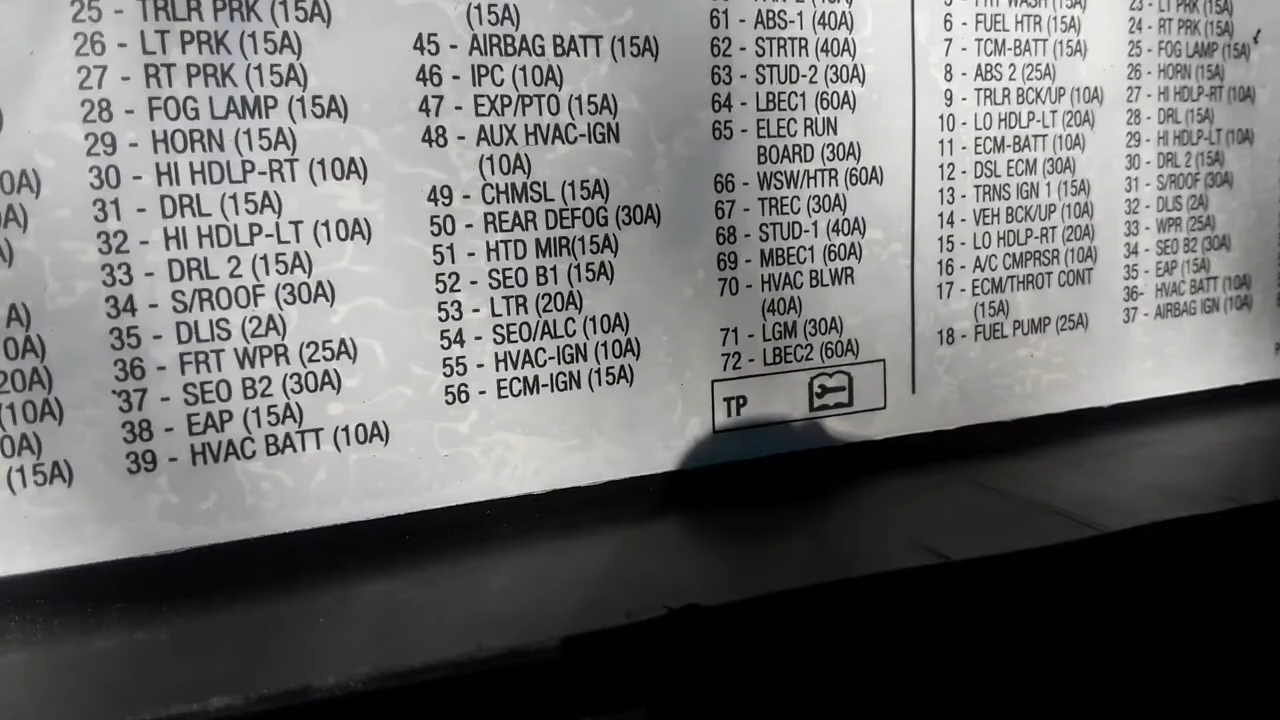 0A)
A)
)
A)
0A)
20A)
(10A)
0A)
(15A)
25 - TRLR PRK (15A)
26 - LT PRK (15A)
27 - RT PRK (15A)
28 - FOG LAMP (15A)
29 - HORN (15A)
30 - HI HDLP-RT (10A)
31 - DRL (15A)
32 - HI HDLP-LT (10A)
33 - DRL 2 (15A)
34 - S/ROOF (30A)
35 - DLIS (2A)
36 - FRT WPR (25A)
37 - SEO B2 (30A)
38 - EAP (15A)
39 - HVAC BATT (10A)
(15A)
45 - AIRBAG BATT (15A)
46 - IPC (10A)
47 - EXP/PTO (15A)
48 - AUX HVAC-IGN
(10A)
49 - CHMSL (15A)
50 - REAR DEFOG (30A)
51 - HTD MIR(15A)
52 - SEO B1 (15A)
53 - LTR (20A)
54 - SEO/ALC (10A)
55 - HVAC-IGN (10A)
56 - ECM-IGN (15A)
61 - ABS-1 (40A)
62 - STRTR (40A)
63 - STUD-2 (30A)
64 - LBEC1 (60A)
65 - ELEC RUN
BOARD (30A)
66 - WSW/HTR (60A)
67 - TREC (30A)
68 - STUD-1 (40A)
69 - MBEC1 (60A)
70 - HVAC BLWR
(40A)
71 - LGM (30A)
72 - LBEC2 (60A)
TP
6 - FUEL HTR (15A)
7 - TCM-BATT (15A)
8 - ABS 2 (25A)
9 - TRLR BCK/UP (10A)
10 - LO HDLP-LT (20A)
11 - ECM-BATT (10A)
12 - DSL ECM (30A)
13 - TRNS IGN 1 (15A)
14 - VEH BCK/UP (10A)
15 - LO HDLP-RT (20A)
16 - A/C CMPRSR (10A)
17 - ECM/THROT CONT
(15A)
18 - FUEL PUMP (25A)
23 - LT PRK (15A)
24 - RT PRK (15A)
25 - FOG LAMP (15A)
26 - HORN (15A)
27 - HI HDLP-RT (10A)
28 - DRL (15A)
29 - HI HDLP-LT (10A)
30 - DRL 2 (15A)
31 - S/ROOF (30A)
32 - DLIS (2A)
33 - WPR (25A)
34 - SEO B2 (30A)
35 - EAP (15A)
36- HVAC BATT (10A)
37 - AIRBAG IGN (10A)